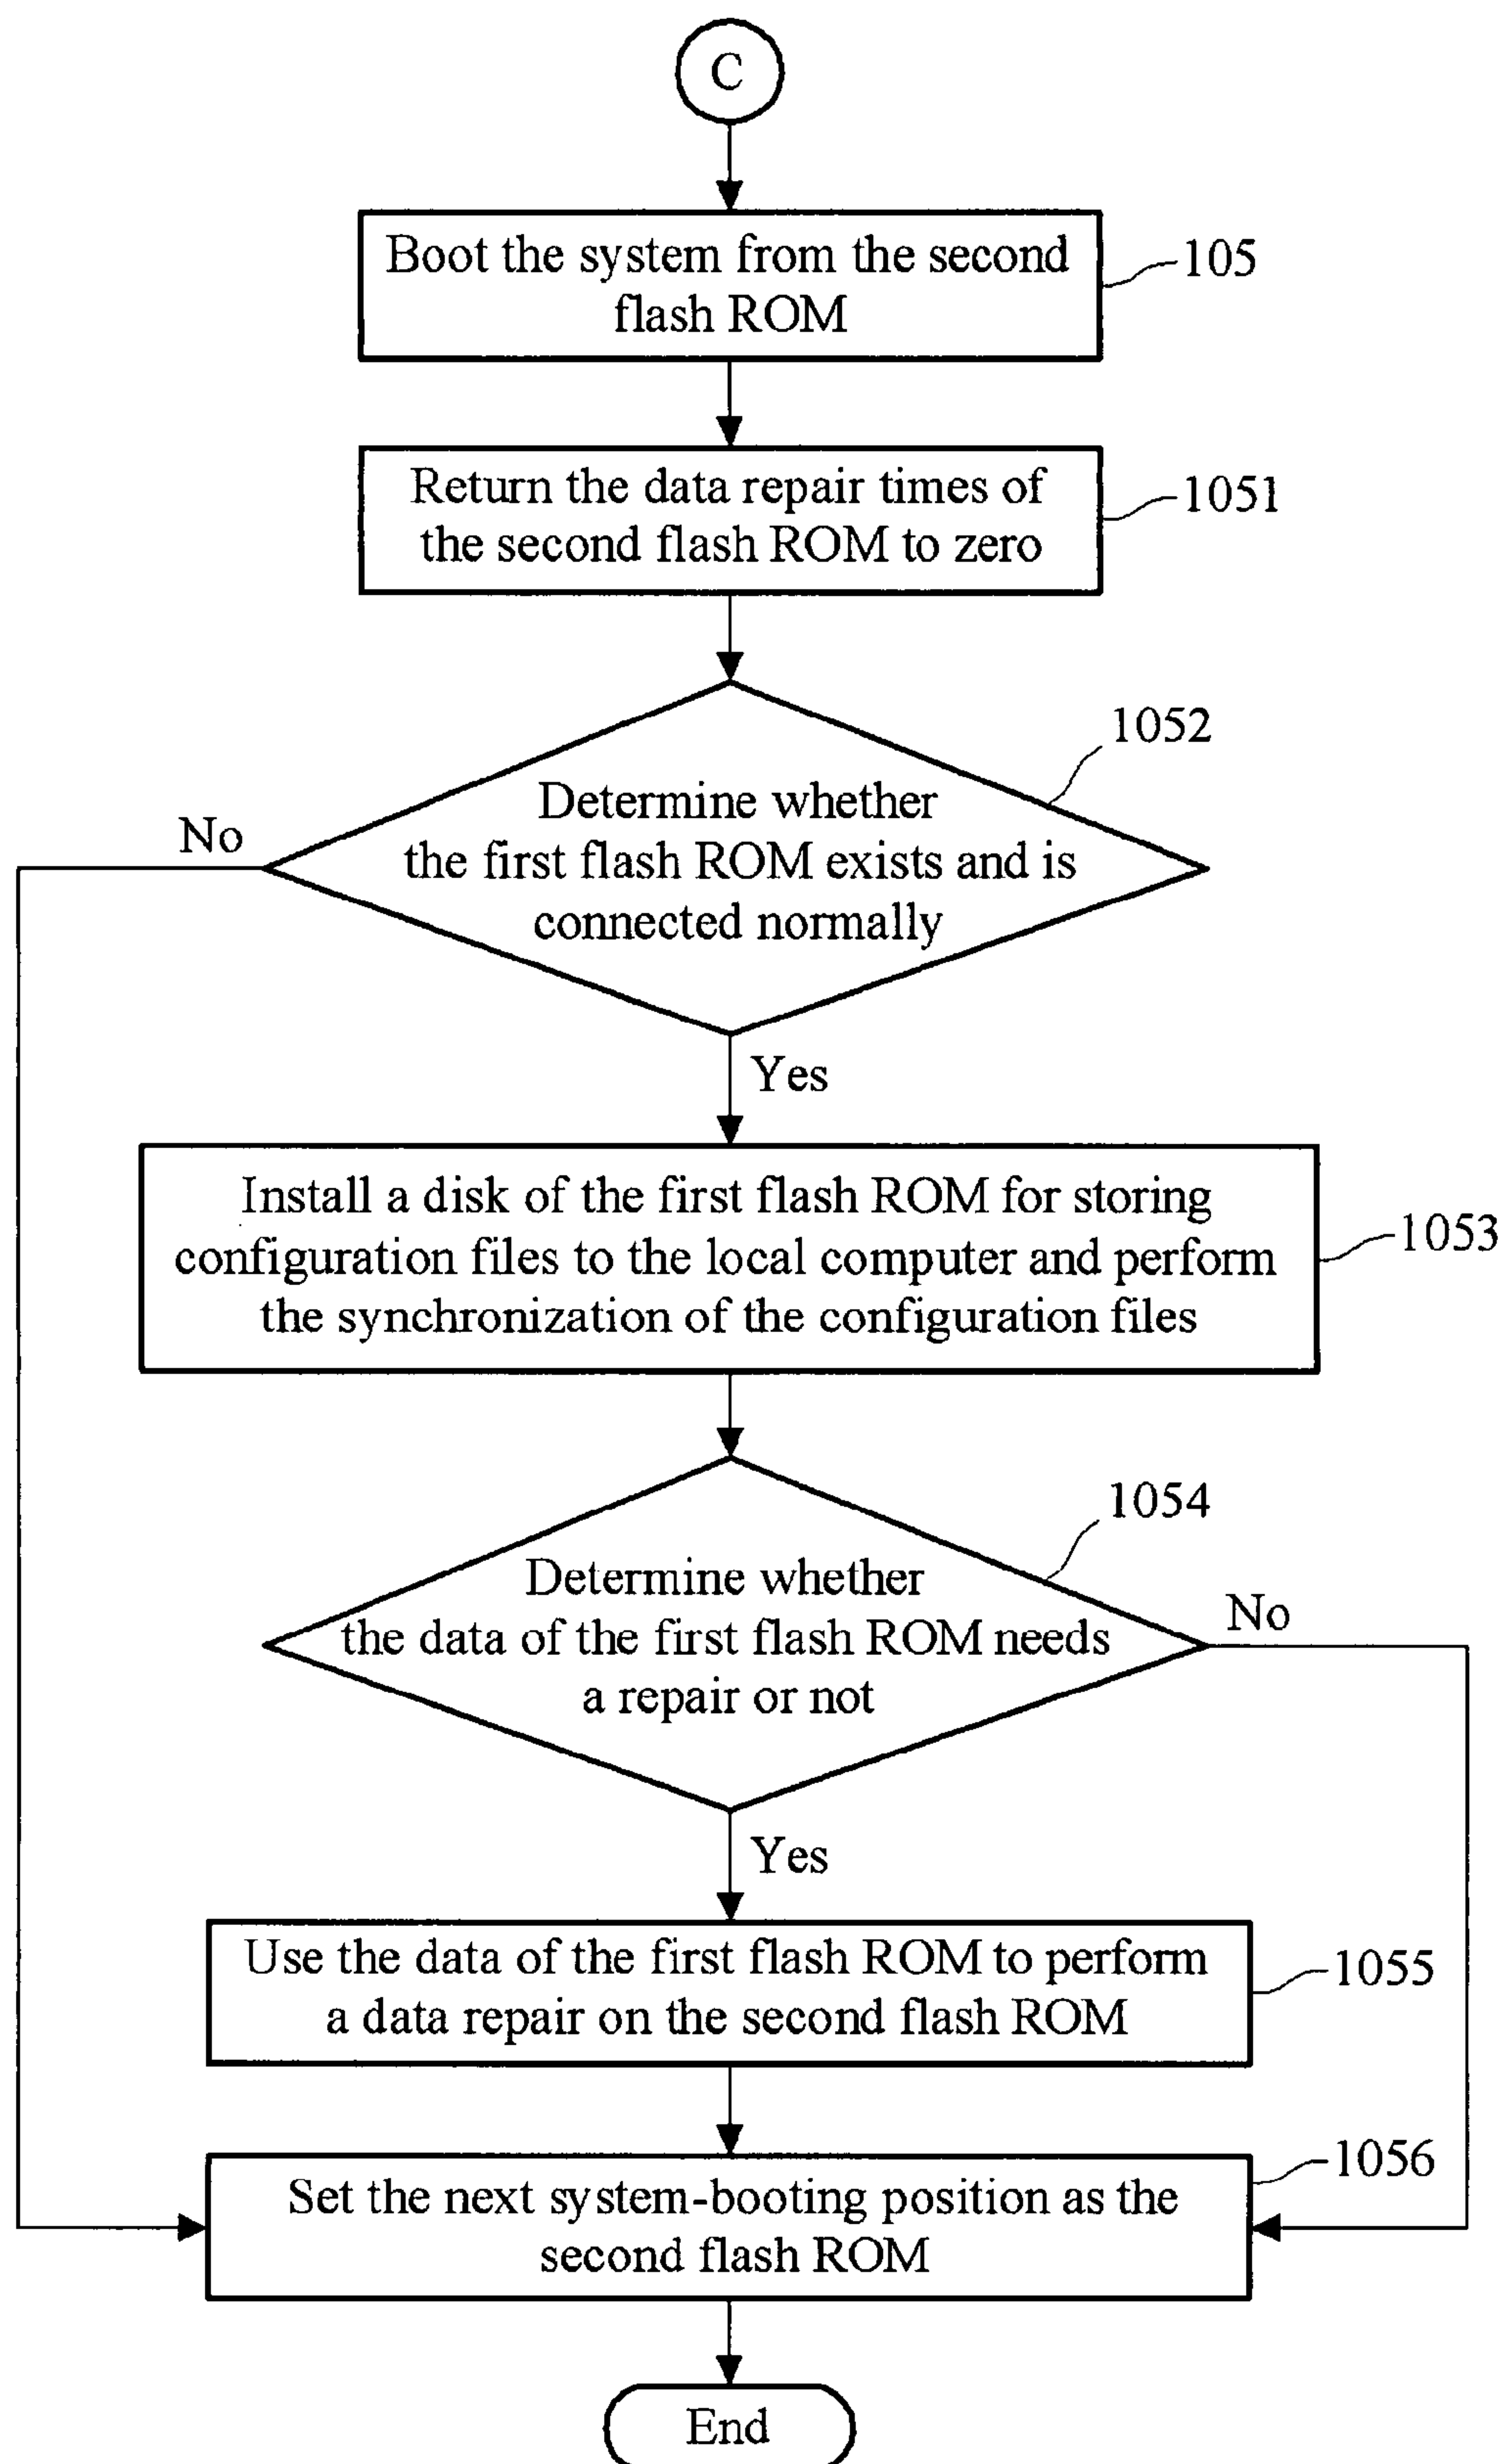 C
Boot the system from the second
flash ROM
105
Return the data repair times of
the second flash ROM to zero
1051
1052
Determine whether
the first flash ROM exists and is
connected normally
No
Yes
Install a disk of the first flash ROM for storing
configuration files to the local computer and perform
the synchronization of the configuration files
1053
1054
Determine whether
the data of the first flash ROM needs
a repair or not
No
Yes
Use the data of the first flash ROM to perform
a data repair on the second flash ROM
1055
1056
Set the next system-booting position as the
second flash ROM
End